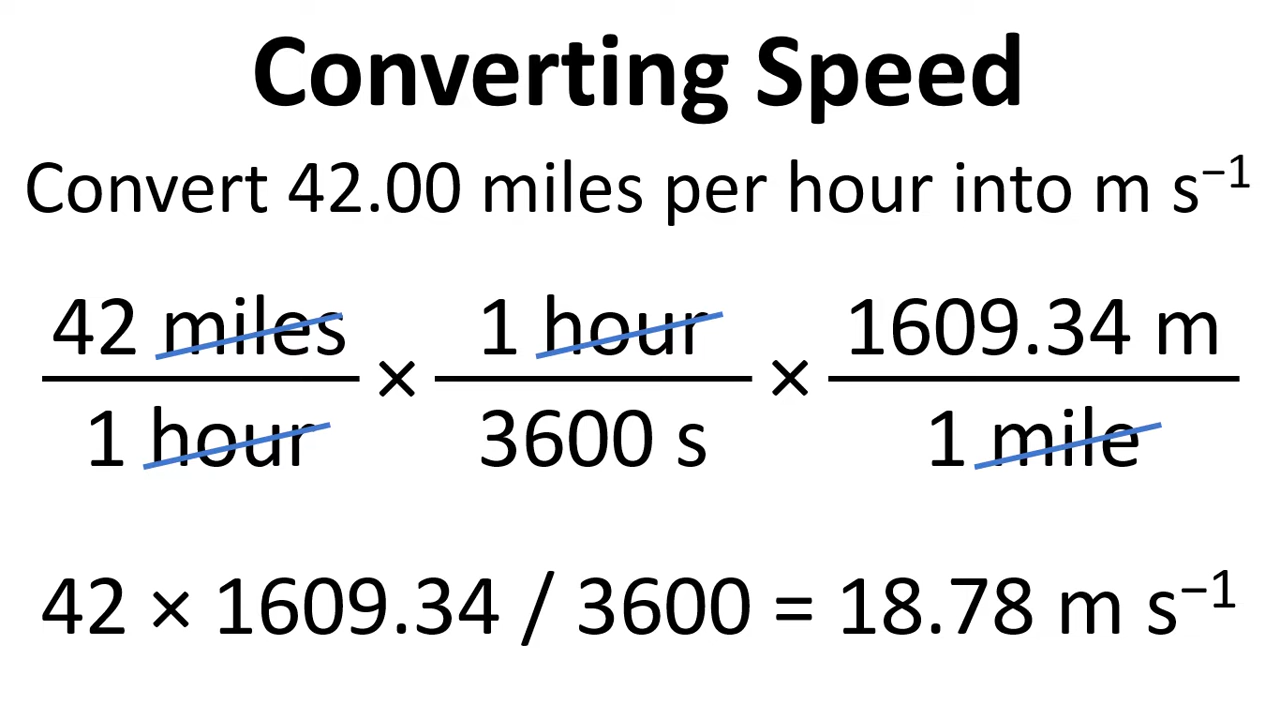 Converting Speed
Convert 42.00 miles per hour into m s⁻¹
42 miles × 1 hour × 1609.34 m
1 hour 3600 s 1 mile
42 × 1609.34 / 3600 = 18.78 m s⁻¹